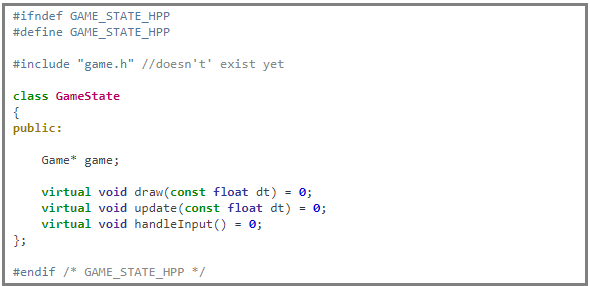 #ifndef GAME_STATE_HPP
#define GAME_STATE_HPP
#include "game.h" //doesn't' exist yet
class GameState
{
public:
Game* game;
virtual void draw(const float dt) = 0;
virtual void update(const float dt) = 0;
virtual void handleInput() = 0;
};
#endif /* GAME_STATE_HPP */